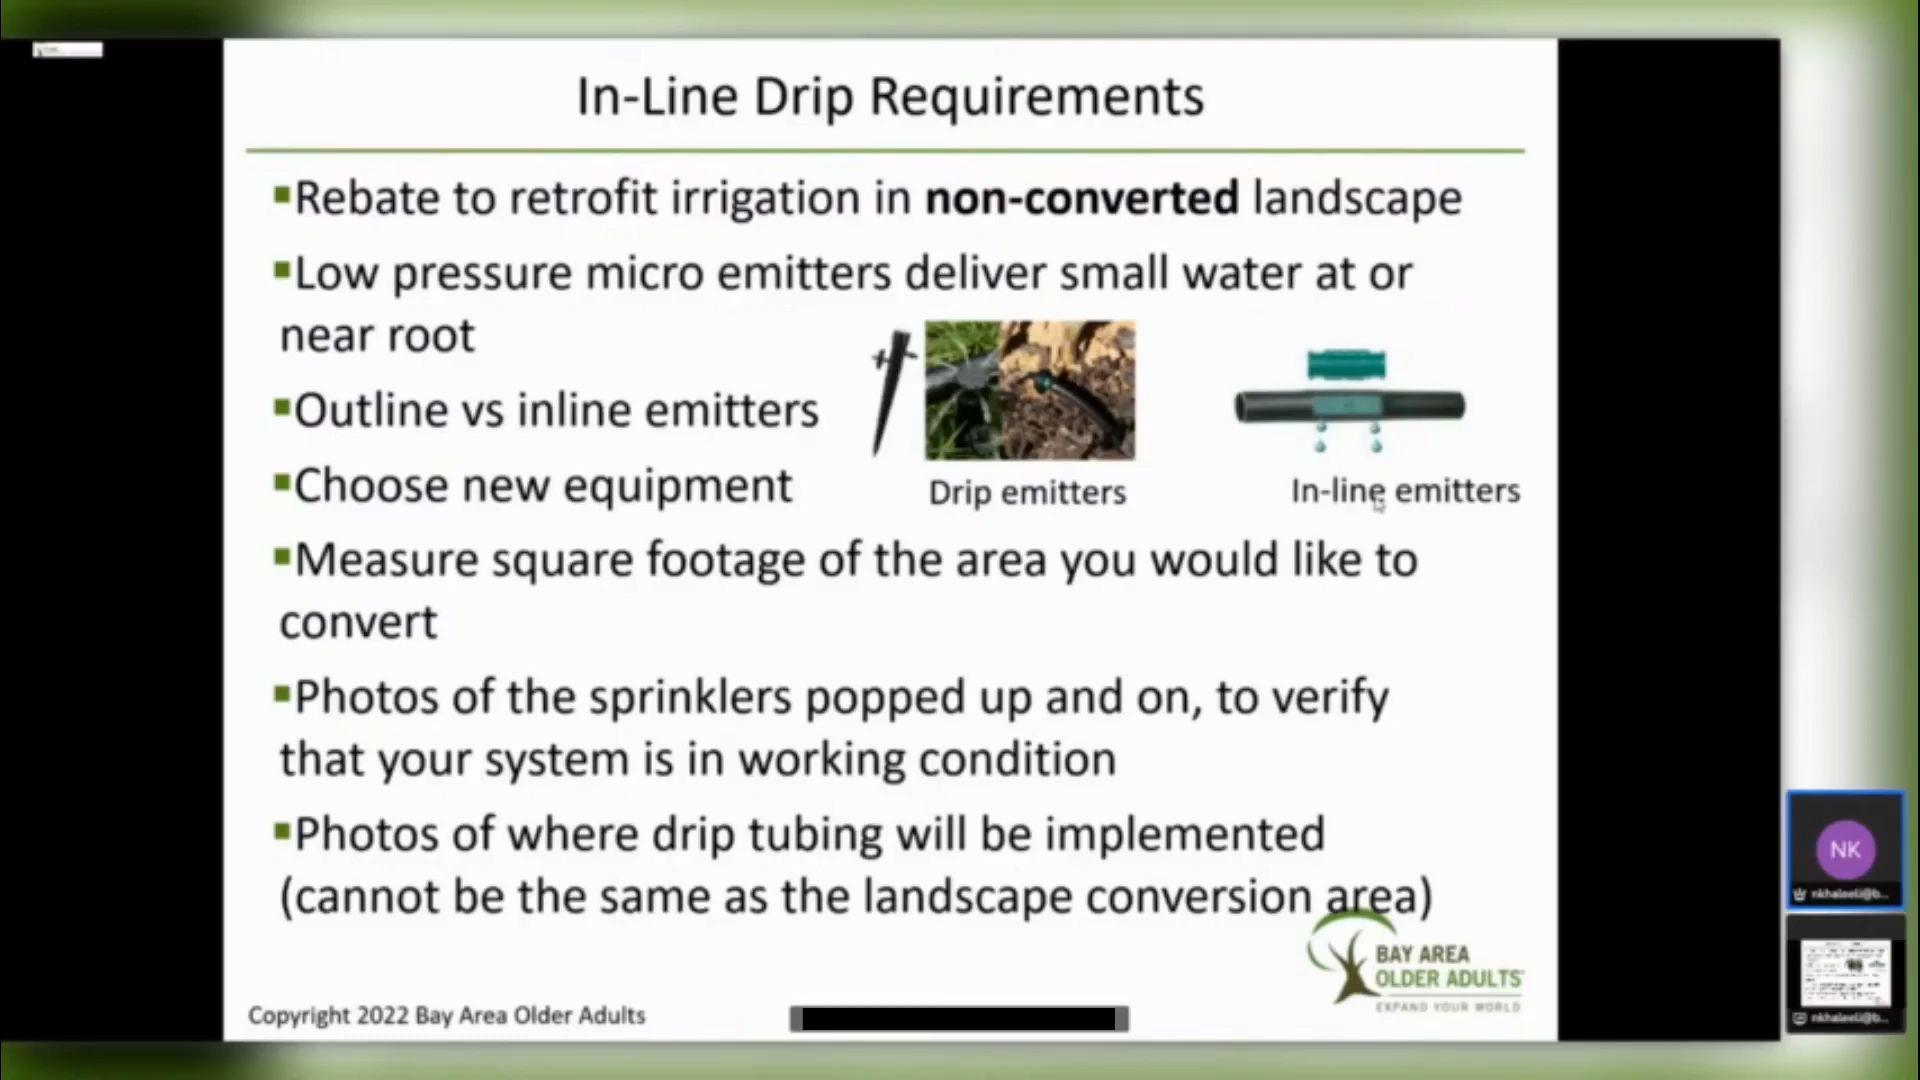 In-Line Drip Requirements
Rebate to retrofit irrigation in non-converted landscape
Low pressure micro emitters deliver small water at or
near root
Outline vs inline emitters
Choose new equipment
Drip emitters
In-line emitters
Measure square footage of the area you would like to
convert
Photos of the sprinklers popped up and on, to verify
that your system is in working condition
Photos of where drip tubing will be implemented
(cannot be the same as the landscape conversion area)
BAY AREA
OLDER ADULTS
EXPAND YOUR WORLD
Copyright 2022 Bay Area Older Adults
NK
nkhaleeli@b...
nkhaleeli@b...